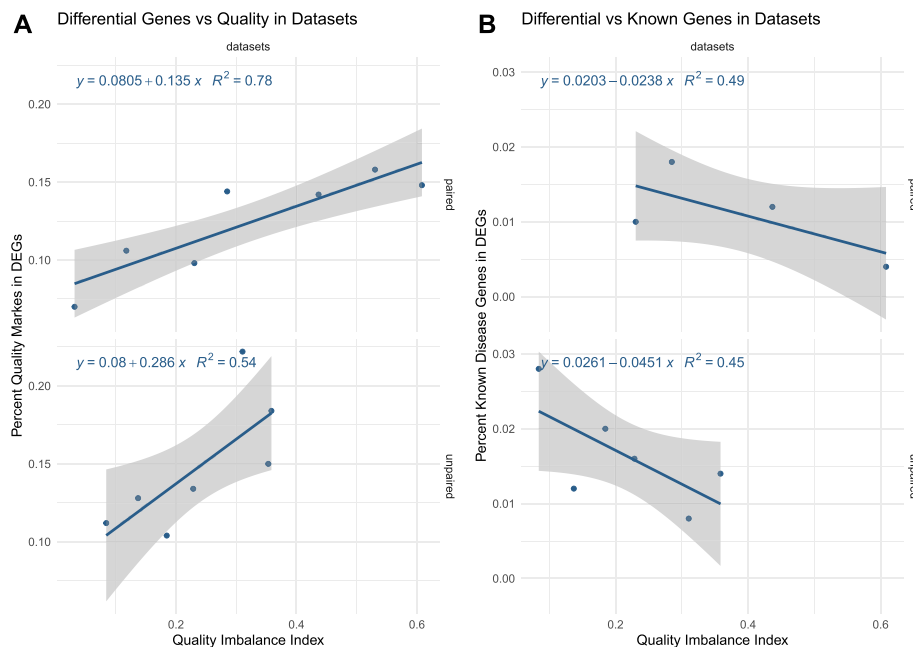 A
Differential Genes vs Quality in Datasets
datasets
y = 0.0805 + 0.135 x R² = 0.78
0.20
0.15
0.10
paired
y = 0.08 + 0.286 x R² = 0.54
0.20
0.15
0.10
unpaired
0.2 0.4 0.6
Quality Imbalance Index
Percent Quality Markes in DEGs
B
Differential vs Known Genes in Datasets
datasets
y = 0.0203 − 0.0238 x R² = 0.49
0.03
0.02
0.01
0.00
paired
y = 0.0261 − 0.0451 x R² = 0.45
0.03
0.02
0.01
0.00
unpaired
0.2 0.4 0.6
Quality Imbalance Index
Percent Known Disease Genes in DEGs